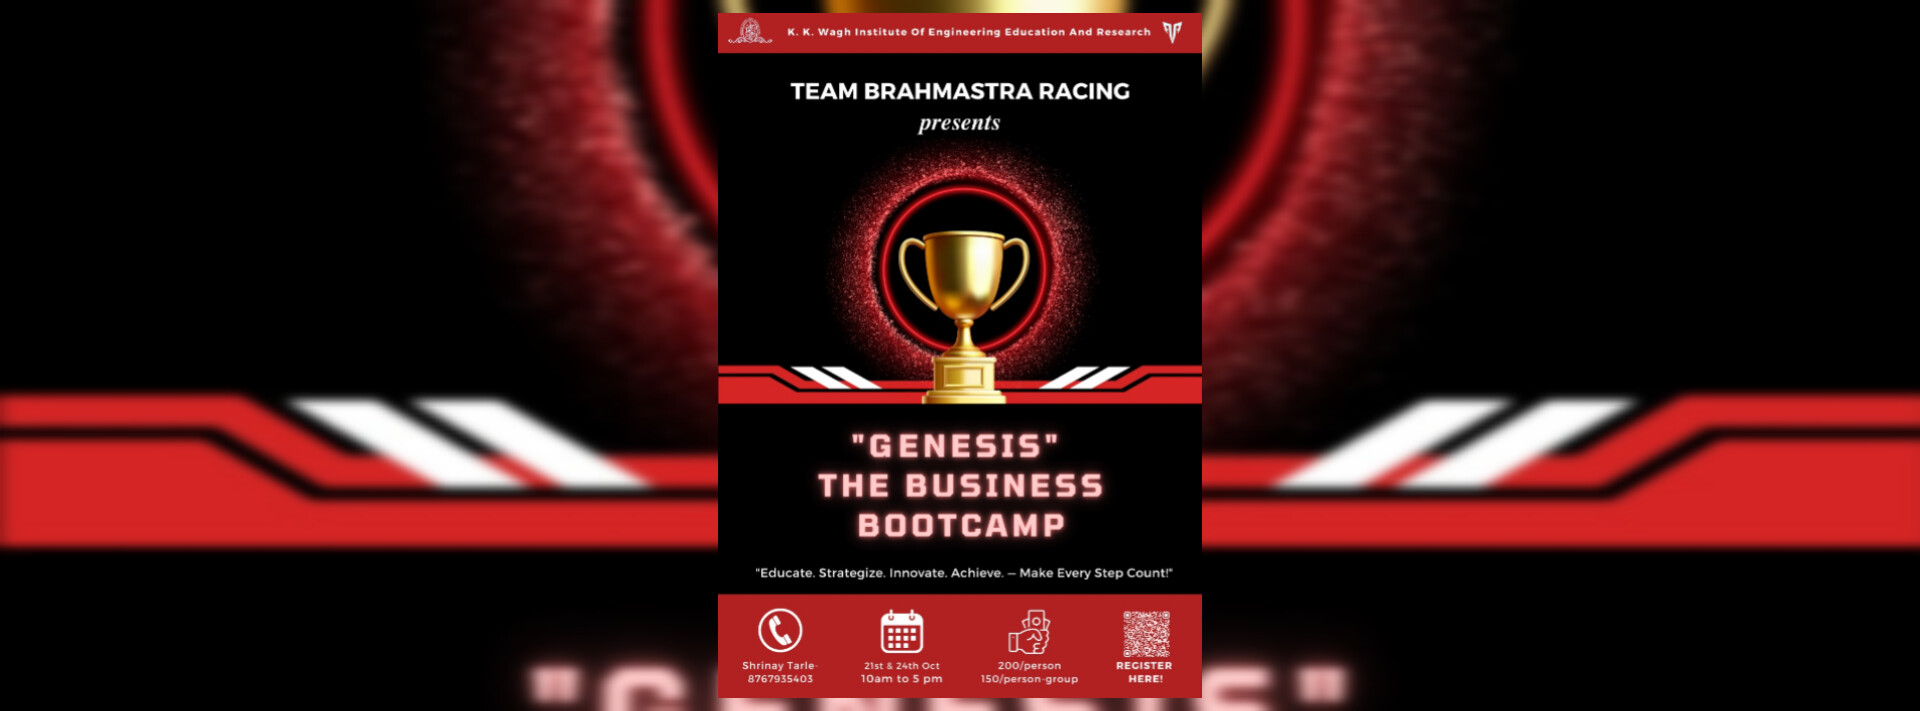 K. K. Wagh Institute Of Engineering Education And Research
TEAM BRAHMASTRA RACING
presents
"GENESIS"
THE BUSINESS
BOOTCAMP
"Educate. Strategize. Innovate. Achieve. – Make Every Step Count!"
Shrinay Tarle-
8767935403
21st & 24th Oct
10am to 5 pm
200/person
150/person-group
REGISTER
HERE!
"GENESIS"